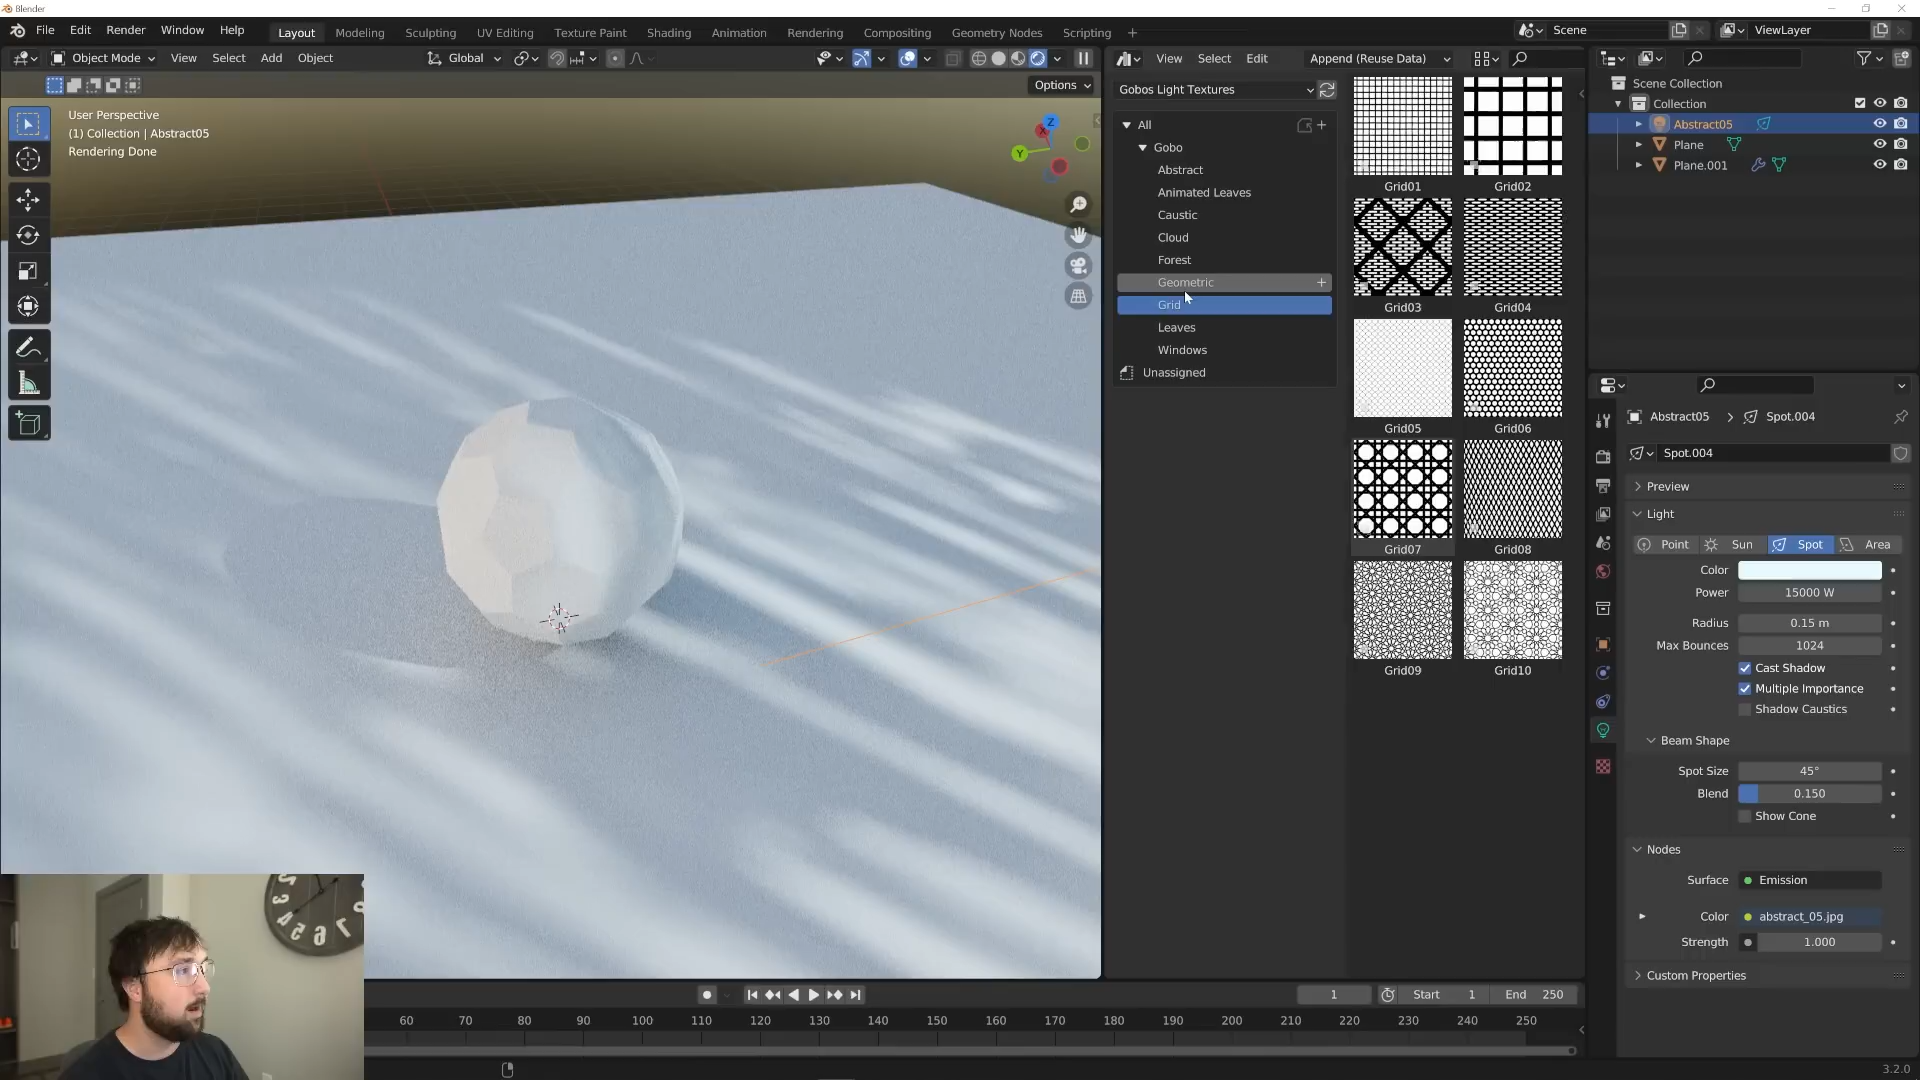 Blender
File Edit Render Window Help Layout Modeling Sculpting UV Editing Texture Paint Shading Animation Rendering Compositing Geometry Nodes Scripting + Scene ViewLayer
Object Mode View Select Add Object Global View Select Edit Append (Reuse Data)
Options
User Perspective
(1) Collection | Abstract05
Rendering Done
Z
X
Y
Gobos Light Textures
All
Gobo
Abstract
Animated Leaves
Caustic
Cloud
Forest
Geometric
Grid
Leaves
Windows
Unassigned
Grid01 Grid02
Grid03 Grid04
Grid05 Grid06
Grid07 Grid08
Grid09 Grid10
Scene Collection
Collection
Abstract05
Plane
Plane.001
Abstract05 > Spot.004
Spot.004
Preview
Light
Point Sun Spot Area
Color
Power 15000 W
Radius 0.15 m
Max Bounces 1024
Cast Shadow
Multiple Importance
Shadow Caustics
Beam Shape
Spot Size 45°
Blend 0.150
Show Cone
Nodes
Surface Emission
Color abstract_05.jpg
Strength 1.000
Custom Properties
1 Start 1 End 250
60 70 80 90 100 110 120 130 140 150 160 170 180 190 200 210 220 230 240 250
3.2.0